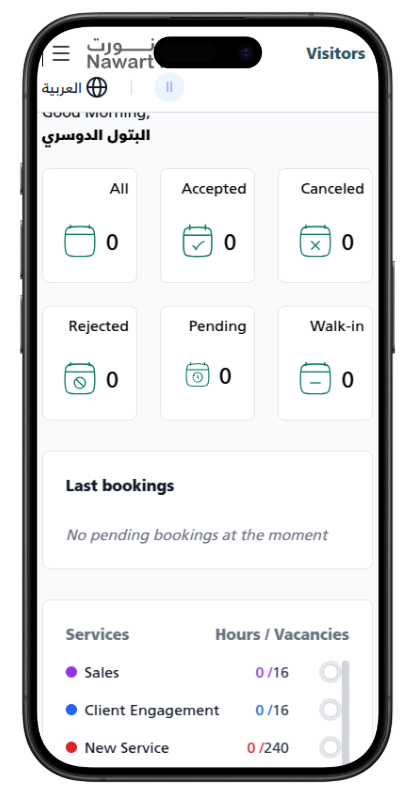 نورت
Nawart
Visitors
العربية
Good Morning,
البتول الدوسري
All
Accepted
Canceled
0
0
0
Rejected
Pending
Walk-in
0
0
0
Last bookings
No pending bookings at the moment
Services
Hours / Vacancies
Sales
0 /16
Client Engagement
0 /16
New Service
0 /240